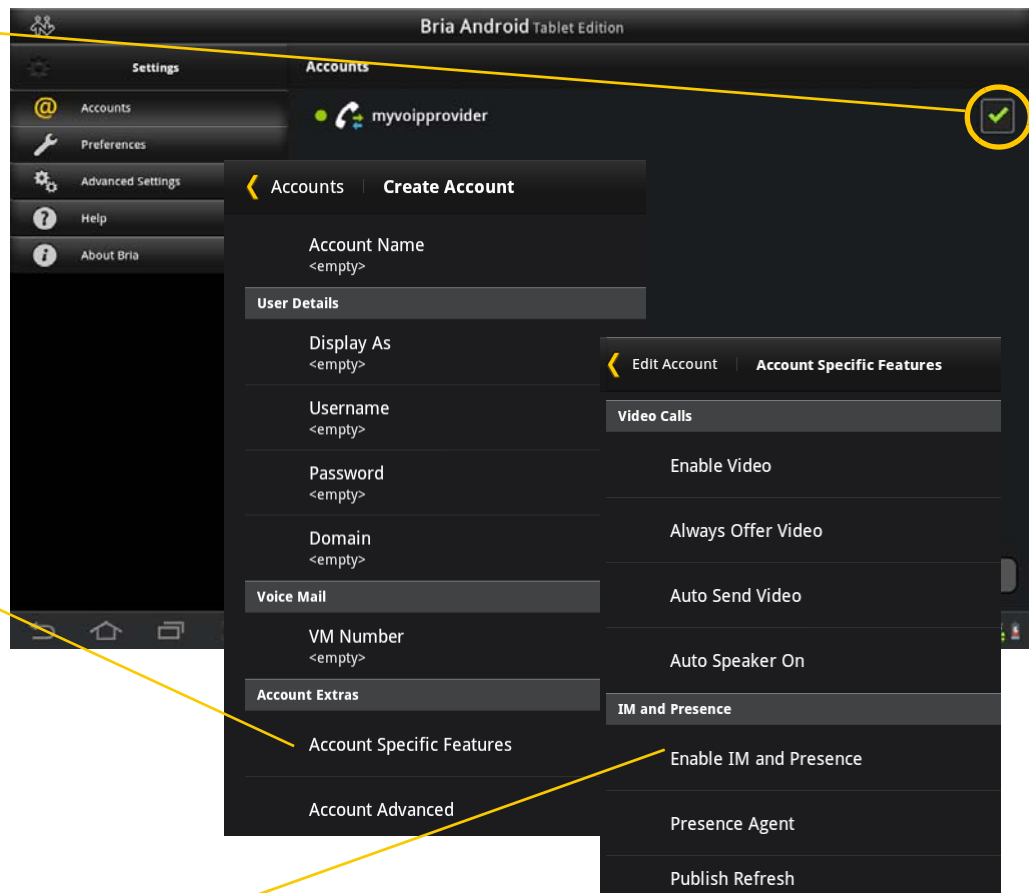 Bria Android Tablet Edition
Settings
Accounts
Preferences
Advanced Settings
Help
About Bria
Accounts
myvoipprovider
Accounts Create Account
Account Name
<empty>
User Details
Display As
<empty>
Username
<empty>
Password
<empty>
Domain
<empty>
Voice Mail
VM Number
<empty>
Account Extras
Account Specific Features
Account Advanced
Edit Account Account Specific Features
Video Calls
Enable Video
Always Offer Video
Auto Send Video
Auto Speaker On
IM and Presence
Enable IM and Presence
Presence Agent
Publish Refresh